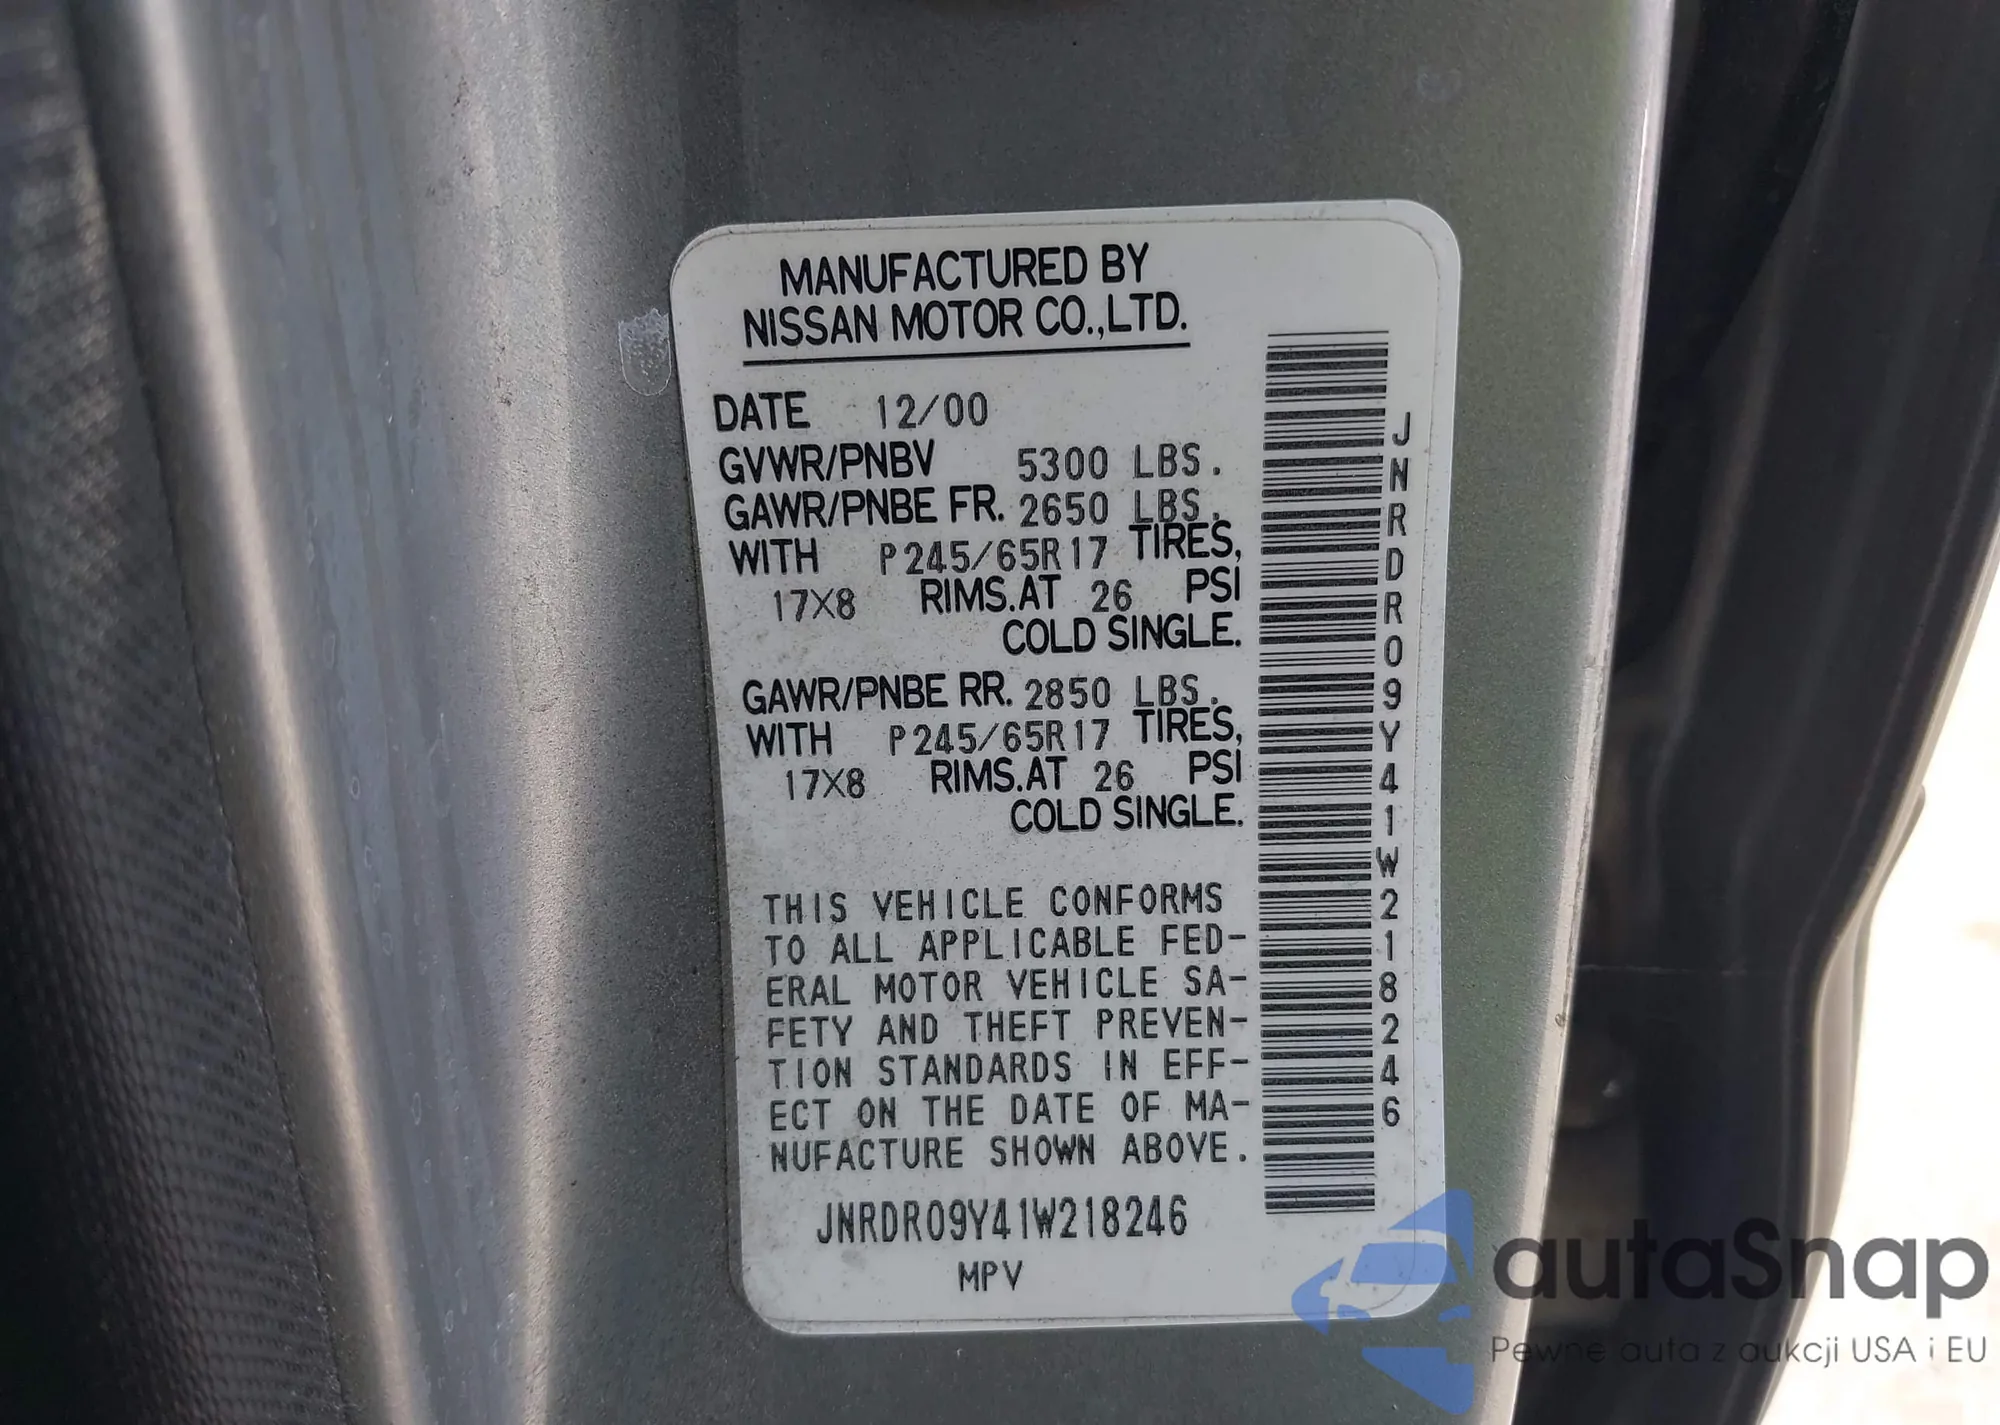 MANUFACTURED BY
NISSAN MOTOR CO.,LTD.
DATE 12/00
GVWR/PNBV 5300 LBS.
GAWR/PNBE FR. 2650 LBS.
WITH P245/65R17 TIRES,
17X8 RIMS.AT 26 PSI
COLD SINGLE.
GAWR/PNBE RR. 2850 LBS.
WITH P245/65R17 TIRES,
17X8 RIMS.AT 26 PSI
COLD SINGLE.
THIS VEHICLE CONFORMS
TO ALL APPLICABLE FED-
ERAL MOTOR VEHICLE SA-
FETY AND THEFT PREVEN-
TION STANDARDS IN EFF-
ECT ON THE DATE OF MA-
NUFACTURE SHOWN ABOVE.
JNRDR09Y41W218246
MPV
JNRDR09Y41W218246
autaSnap
Pewne auta z aukcji USA i EU